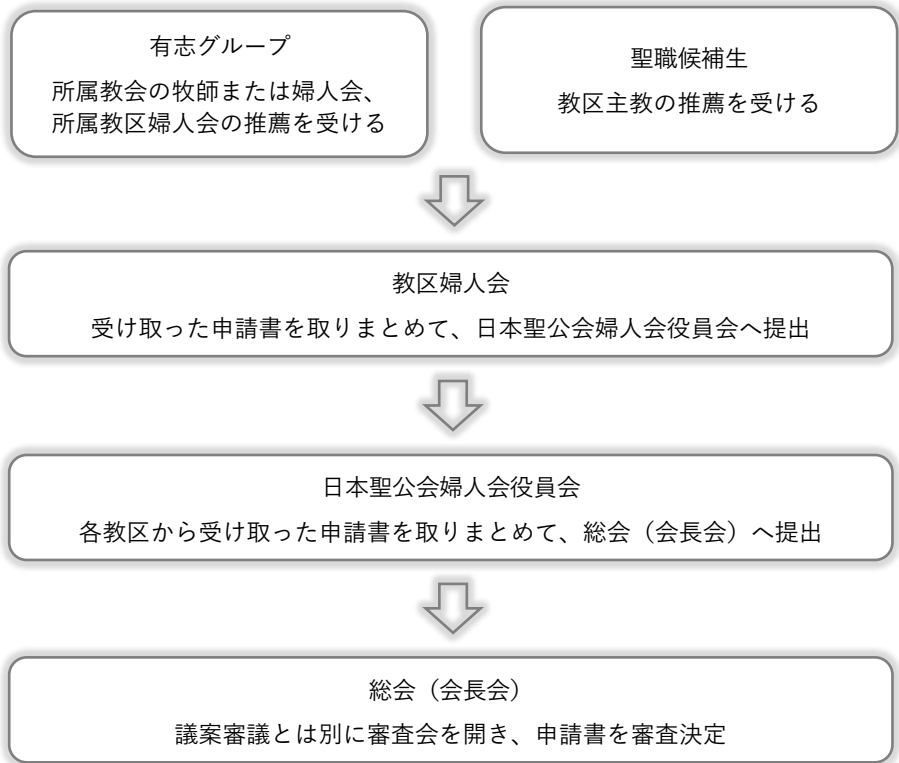 有志グループ
所属教会の牧師または婦人会、
所属教区婦人会の推薦を受ける
聖職候補生
教区主教の推薦を受ける
教区婦人会
受け取った申請書を取りまとめて、日本聖公会婦人会役員会へ提出
日本聖公会婦人会役員会
各教区から受け取った申請書を取りまとめて、総会（会長会）へ提出
総会（会長会）
議案審議とは別に審査会を開き、申請書を審査決定